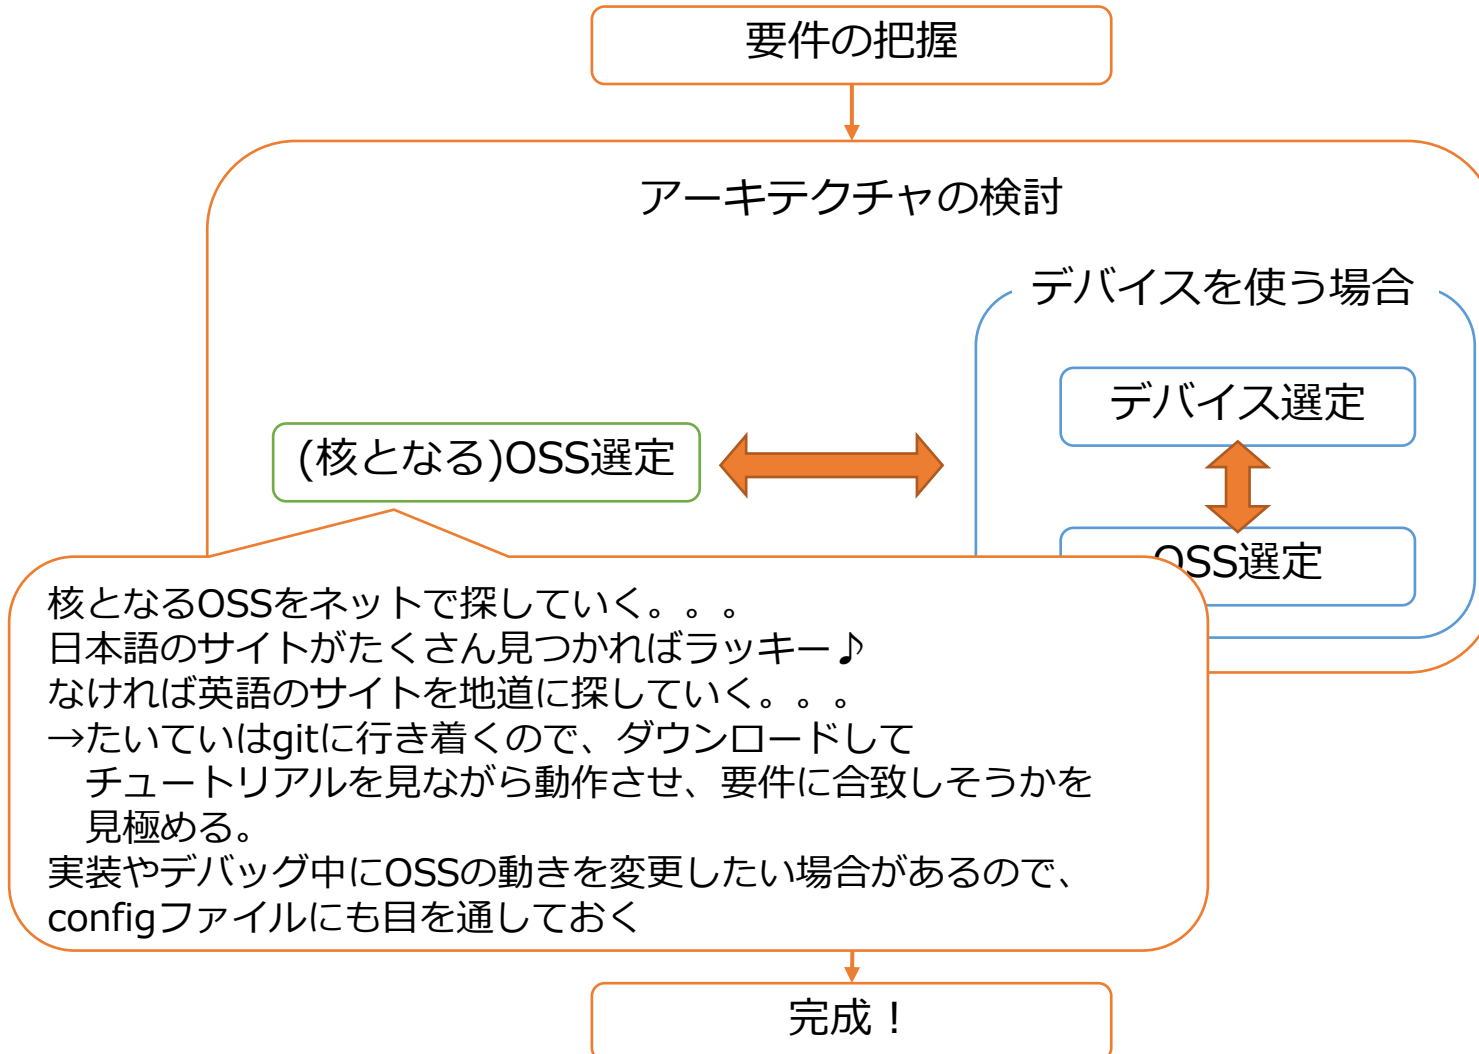 要件の把握
アーキテクチャの検討
デバイスを使う場合
デバイス選定
(核となる)OSS選定
OSS選定
核となるOSSをネットで探していく。。。
日本語のサイトがたくさん見つかればラッキー♪
なければ英語のサイトを地道に探していく。。。
→たいていはgitに行き着くので、ダウンロードして
チュートリアルを見ながら動作させ、要件に合致しそうかを
見極める。
実装やデバッグ中にOSSの動きを変更したい場合があるので、
configファイルにも目を通しておく
完成！